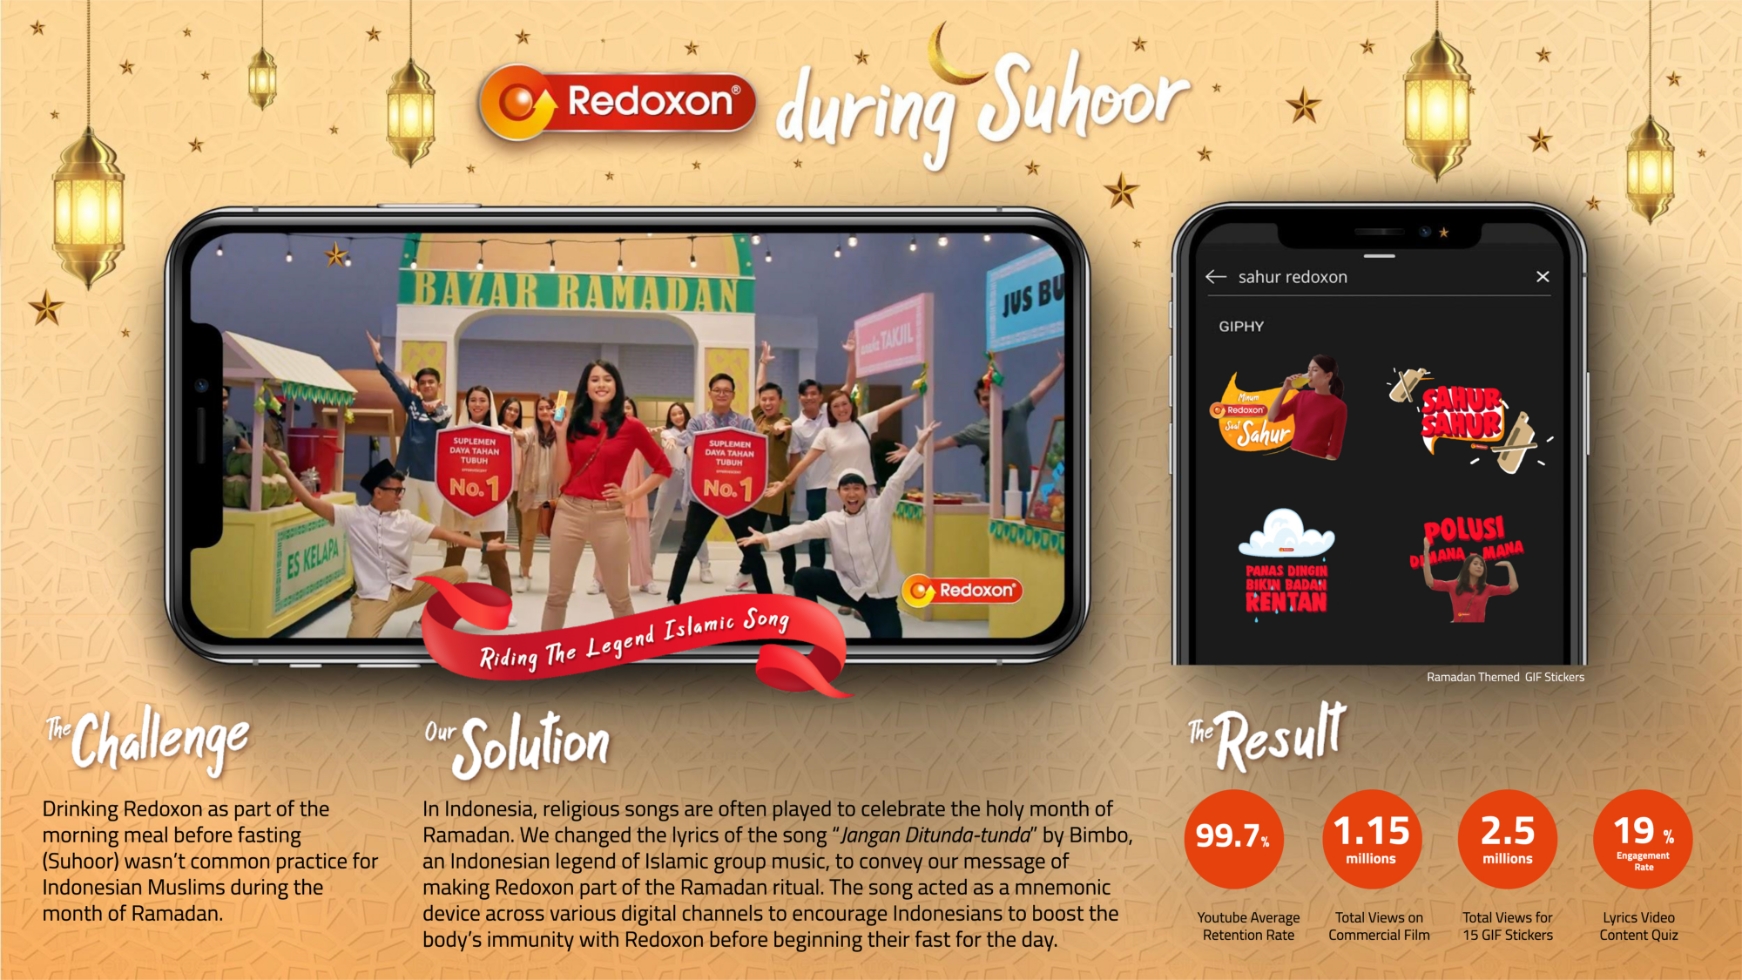 Redoxon® during Suhoor
BAZAR RAMADAN
TAKJIL
JUS BU
SUPLEMEN
DAYA TAHAN
TUBUH
No.1
SUPLEMEN
DAYA TAHAN
TUBUH
No.1
ES KELAPA
Redoxon®
Riding The Legend Islamic Song
sahur redoxon
GIPHY
Minum
Redoxon
Saat
Sahur
SAHUR
SAHUR
PANAS DINGIN
BIKIN BADAN
RENTAN
POLUSI
DIMANA - MANA
Ramadan Themed GIF Stickers
The Challenge
Drinking Redoxon as part of the
morning meal before fasting
(Suhoor) wasn't common practice for
Indonesian Muslims during the
month of Ramadan.
Our Solution
In Indonesia, religious songs are often played to celebrate the holy month of
Ramadan. We changed the lyrics of the song “Jangan Ditunda-tunda” by Bimbo,
an Indonesian legend of Islamic group music, to convey our message of
making Redoxon part of the Ramadan ritual. The song acted as a mnemonic
device across various digital channels to encourage Indonesians to boost the
body's immunity with Redoxon before beginning their fast for the day.
The Result
99.7%
Youtube Average
Retention Rate
1.15
millions
Total Views on
Commercial Film
2.5
millions
Total Views for
15 GIF Stickers
19 %
Engagement
Rate
Lyrics Video
Content Quiz